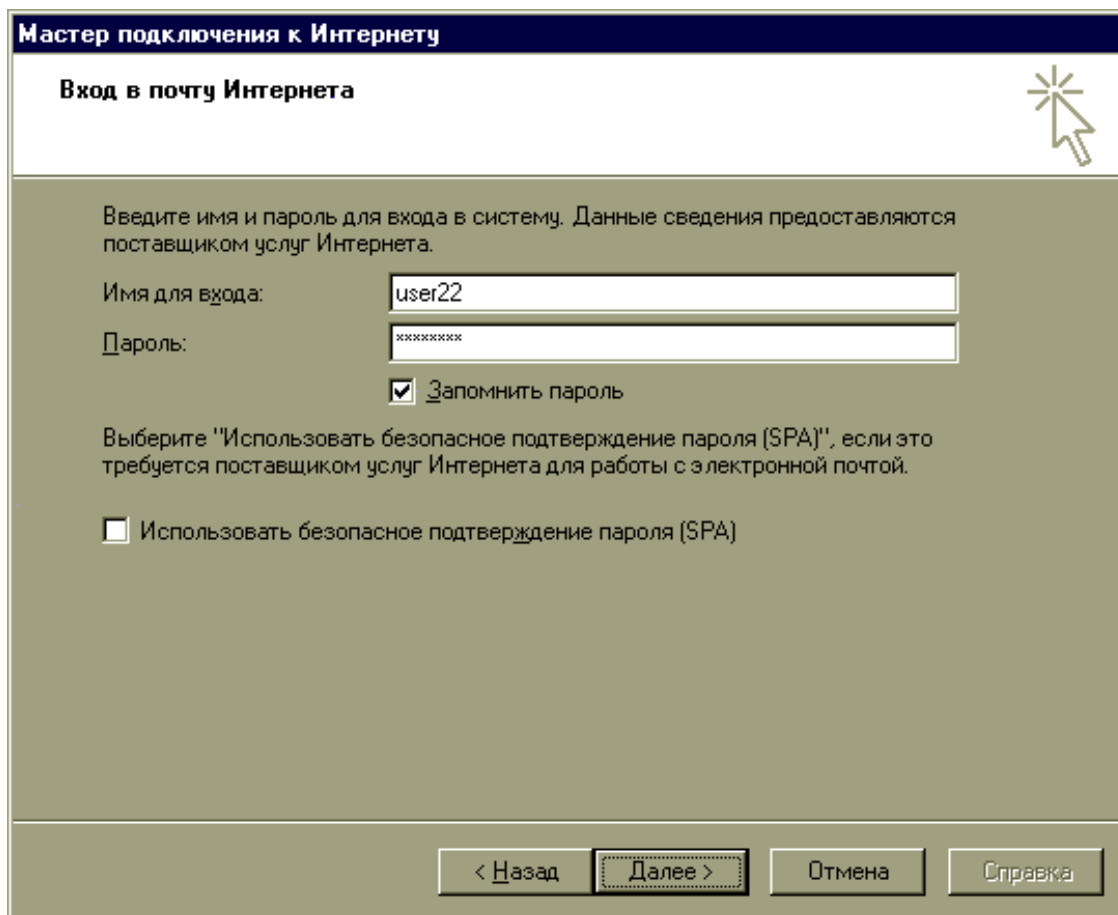 Мастер подключения к Интернету
Вход в почту Интернета
Введите имя и пароль для входа в систему. Данные сведения предоставляются
поставщиком услуг Интернета.
Имя для входа:
user22
Пароль:
********
Запомнить пароль
Выберите "Использовать безопасное подтверждение пароля (SPA)", если это
требуется поставщиком услуг Интернета для работы с электронной почтой.
Использовать безопасное подтверждение пароля (SPA)
< Назад
Далее >
Отмена
Справка